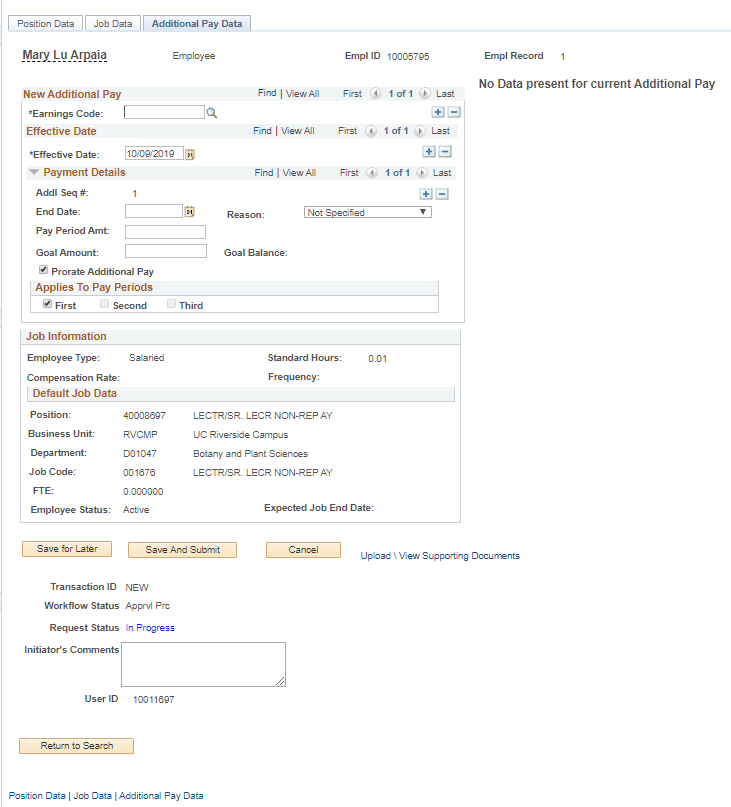 Position Data Job Data Additional Pay Data
Mary Lu Arpaia Employee Empl ID 10005795 Empl Record 1
No Data present for current Additional Pay
New Additional Pay Find | View All First 1 of 1 Last
*Earnings Code:
Effective Date Find | View All First 1 of 1 Last
*Effective Date: 10/09/2019
Payment Details Find | View All First 1 of 1 Last
Addl Seq #: 1
End Date: Reason: Not Specified
Pay Period Amt:
Goal Amount: Goal Balance:
Prorate Additional Pay
Applies To Pay Periods
First Second Third
Job Information
Employee Type: Salaried Standard Hours: 0.01
Compensation Rate: Frequency:
Default Job Data
Position: 40008697 LECTR/SR. LECR NON-REP AY
Business Unit: RVCMP UC Riverside Campus
Department: D01047 Botany and Plant Sciences
Job Code: 001676 LECTR/SR. LECR NON-REP AY
FTE: 0.000000
Employee Status: Active Expected Job End Date:
Save for Later Save And Submit Cancel Upload \ View Supporting Documents
Transaction ID NEW
Workflow Status Apprvl Prc
Request Status In Progress
Initiator's Comments
User ID 10011697
Return to Search
Position Data | Job Data | Additional Pay Data